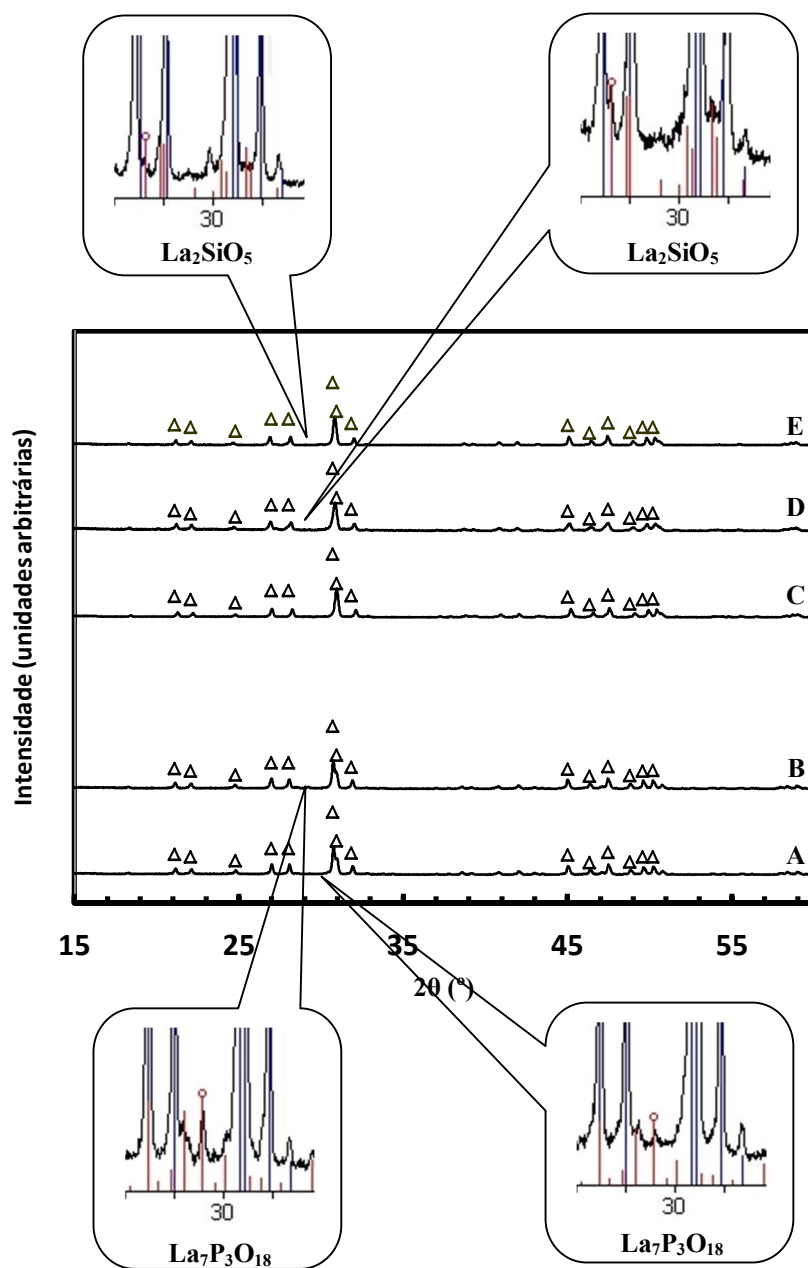 30
La₂SiO₅
30
La₂SiO₅
Intensidade (unidades arbitrárias)
E
D
C
B
A
15 25 35 45 55
2θ (°)
30
La₇P₃O₁₈
30
La₇P₃O₁₈